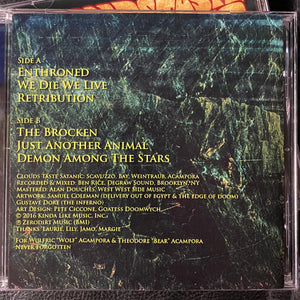 SIDE A
ENTHRONED
WE DIE WE LIVE
RETRIBUTION
SIDE B
THE BROCKEN
JUST ANOTHER ANIMAL
DEMON AMONG THE STARS
CLOUDS TASTE SATANIC: SCAVUZZO, BAY, WEINTRAUB, ACAMPORA
RECORDED & MIXED: BEN RICE, DEGRAW SOUND, BROOKLYN, NY
MASTERED: ALAN DOUCHES, WEST WEST SIDE MUSIC
ARTWORK: SAMUEL COLEMAN (DELIVERY OUT OF EGYPT & THE EDGE OF DOOM)
GUSTAVE DORÉ (THE INFERNO)
ART DESIGN: PETE CICCONE, GOATESS DOOMWYCH
© 2016 KINDA LIKE MUSIC, INC.
℗ ZERODIRT MUSIC (BMI)
THANKS: LAURIE, LILY, JAMO, MARGIE
FOR WULFRIC "WOLF" ACAMPORA & THEODORE "BEAR" ACAMPORA
NEVER FORGOTTEN